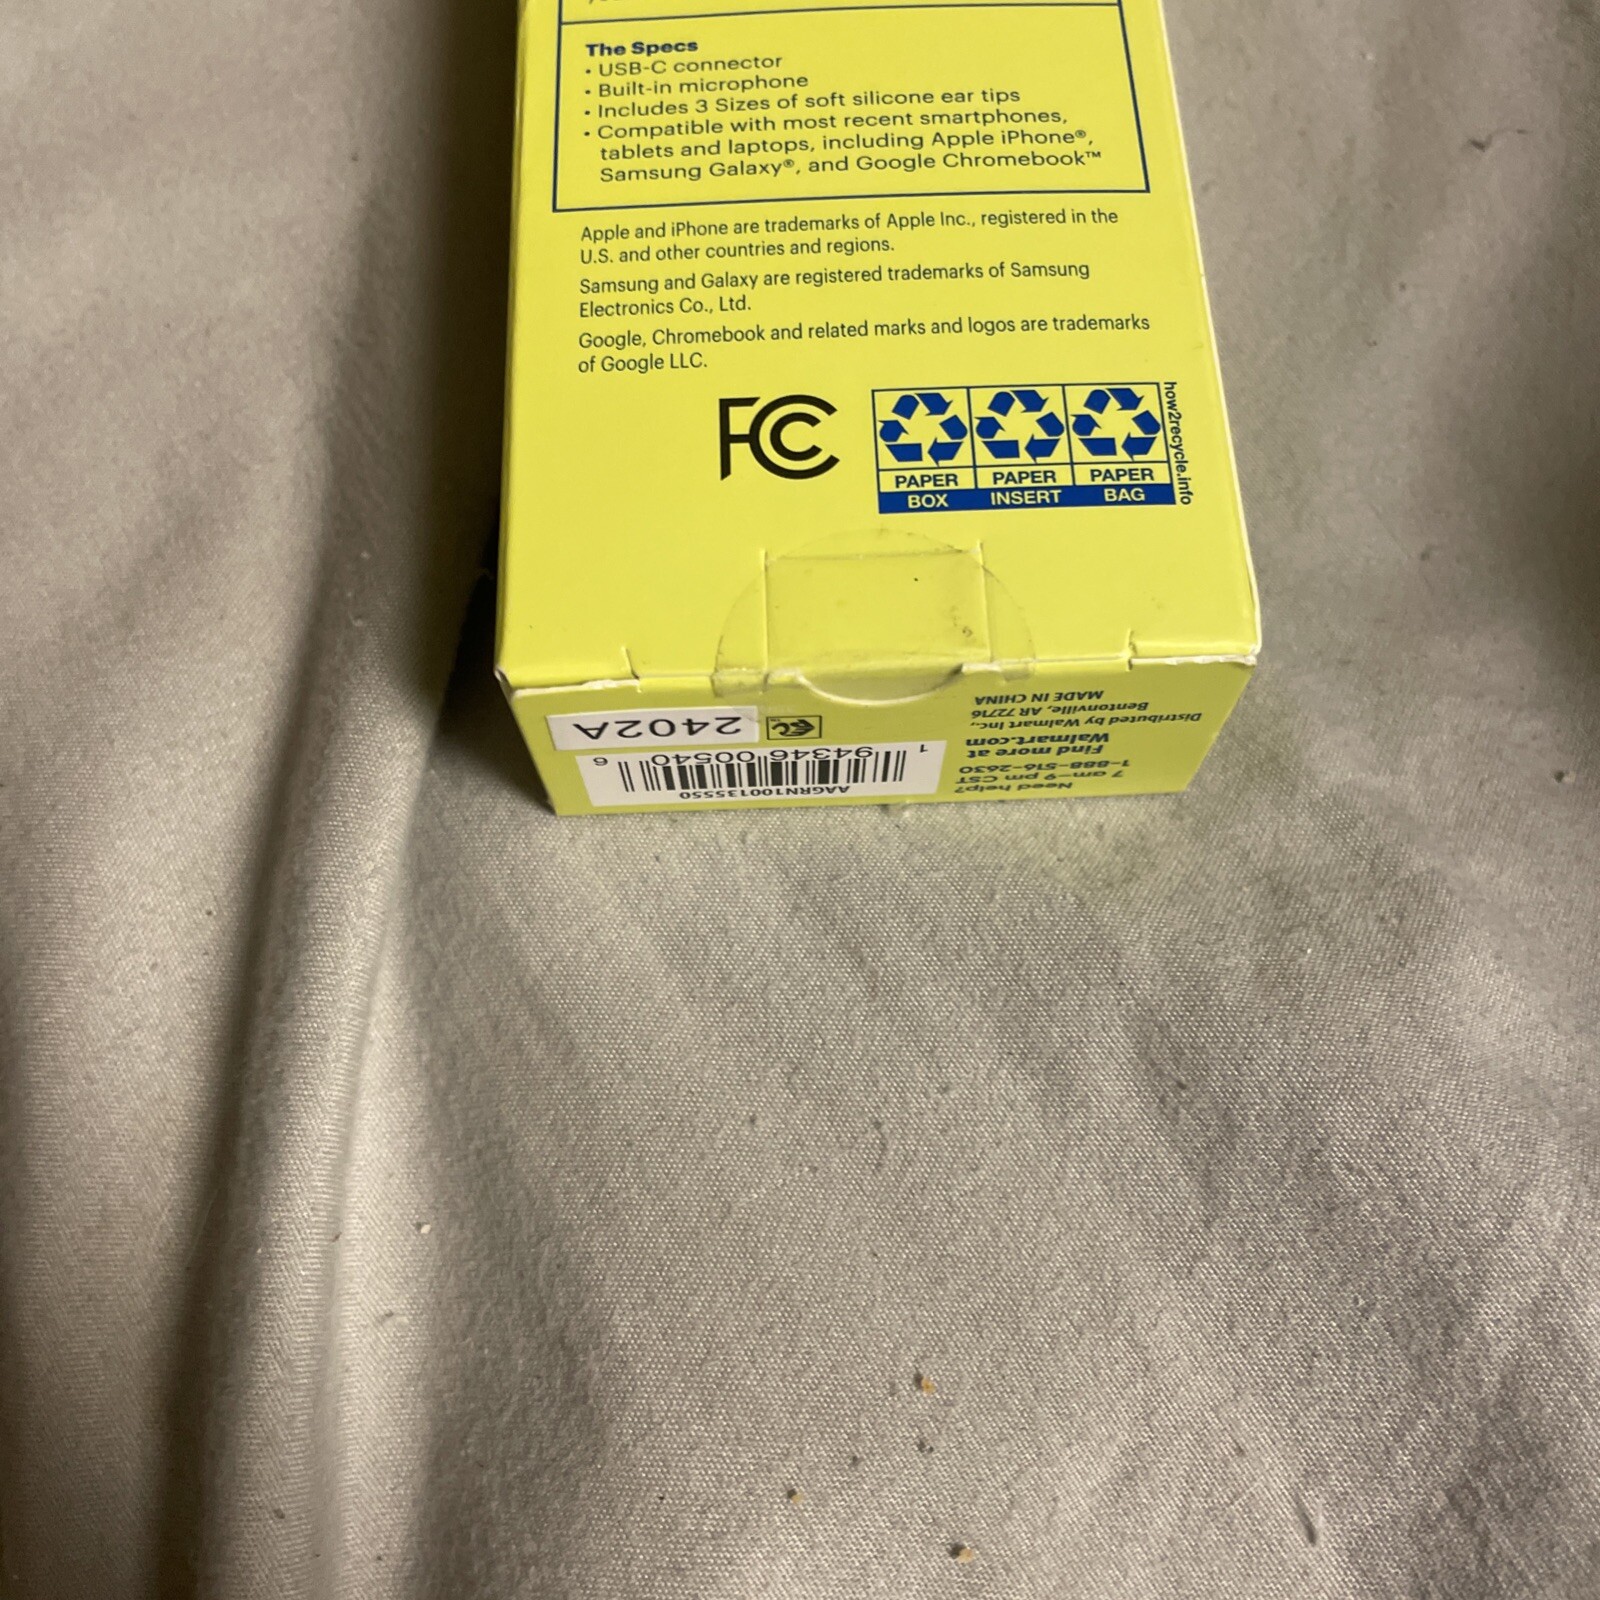 The Specs
• USB-C connector
• Built-in microphone
• Includes 3 Sizes of soft silicone ear tips
• Compatible with most recent smartphones,
tablets and laptops, including Apple iPhone®,
Samsung Galaxy®, and Google Chromebook™
Apple and iPhone are trademarks of Apple Inc., registered in the
U.S. and other countries and regions.
Samsung and Galaxy are registered trademarks of Samsung
Electronics Co., Ltd.
Google, Chromebook and related marks and logos are trademarks
of Google LLC.
FC
PAPER PAPER PAPER
BOX INSERT BAG
how2recycle.info
Need help?
7 am-9 pm CST
1-888-516-2630
Find more at
Walmart.com
Distributed by Walmart Inc.,
Bentonville, AR 72716
MADE IN CHINA
AAGRN100135550
1 94346 00540 6
2402A